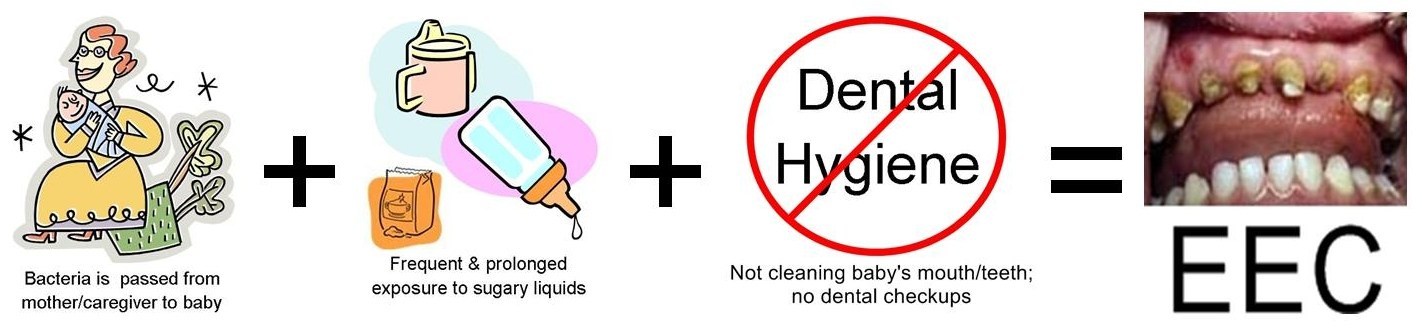 Bacteria is passed from
mother/caregiver to baby
Frequent & prolonged
exposure to sugary liquids
Dental
Hygiene
Not cleaning baby's mouth/teeth;
no dental checkups
EEC